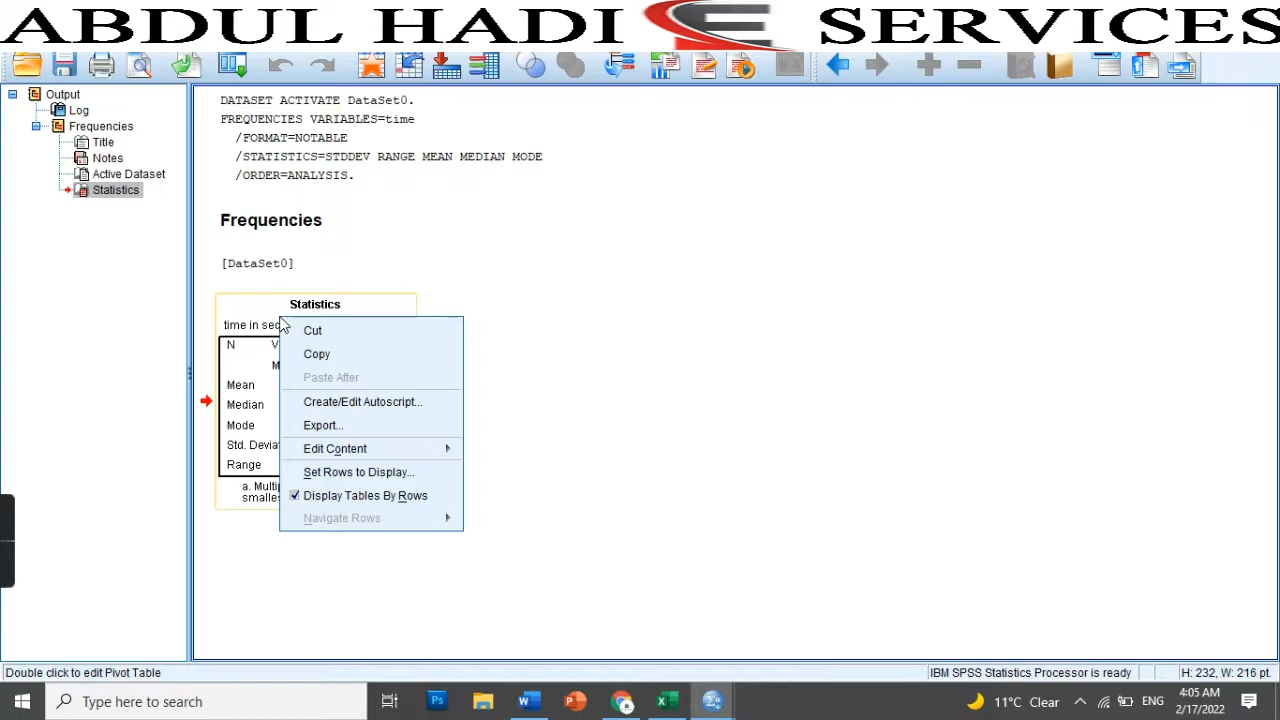 ABDUL HADI E SERVICES
Output
Log
Frequencies
Title
Notes
Active Dataset
Statistics
DATASET ACTIVATE DataSet0.
FREQUENCIES VARIABLES=time
/FORMAT=NOTABLE
/STATISTICS=STDDEV RANGE MEAN MEDIAN MODE
/ORDER=ANALYSIS.
Frequencies
[DataSet0]
Statistics
time in sec
N V
M
Mean
Median
Mode
Std. Devia
Range
a. Multip
smalles
Cut
Copy
Paste After
Create/Edit Autoscript...
Export...
Edit Content
Set Rows to Display...
Display Tables By Rows
Navigate Rows
Double click to edit Pivot Table
IBM SPSS Statistics Processor is ready
H: 232, W: 216 pt.
Type here to search
Ps
11°C Clear
ENG
4:05 AM
2/17/2022